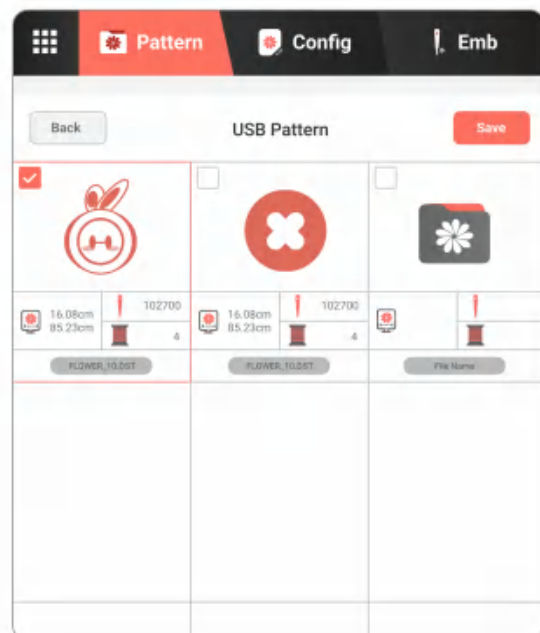 Pattern
Config
Emb
Back
USB Pattern
Save
16.08cm
85.23cm
102700
4
16.08cm
85.23cm
102700
4
FLOWER_10.DST
FLOWER_10.DST
File Name